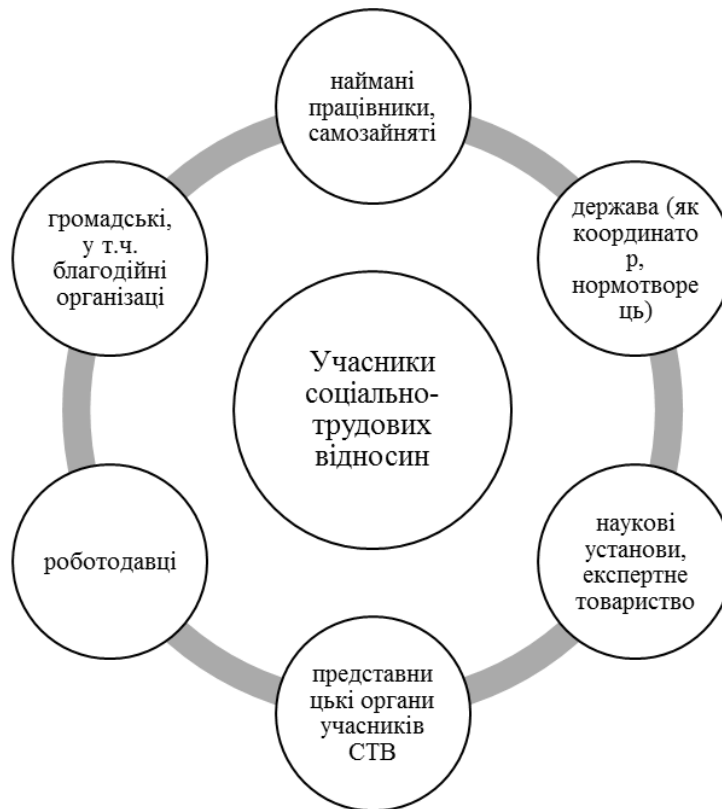 наймані
працівники,
самозайняті
держава (як
координато
р,
нормотворе
ць)
наукові
установи,
експертне
товариство
представни
цькі органи
учасників
СТВ
роботодавці
громадські,
у т.ч.
благодійні
організаці
Учасники
соціально-
трудових
відносин